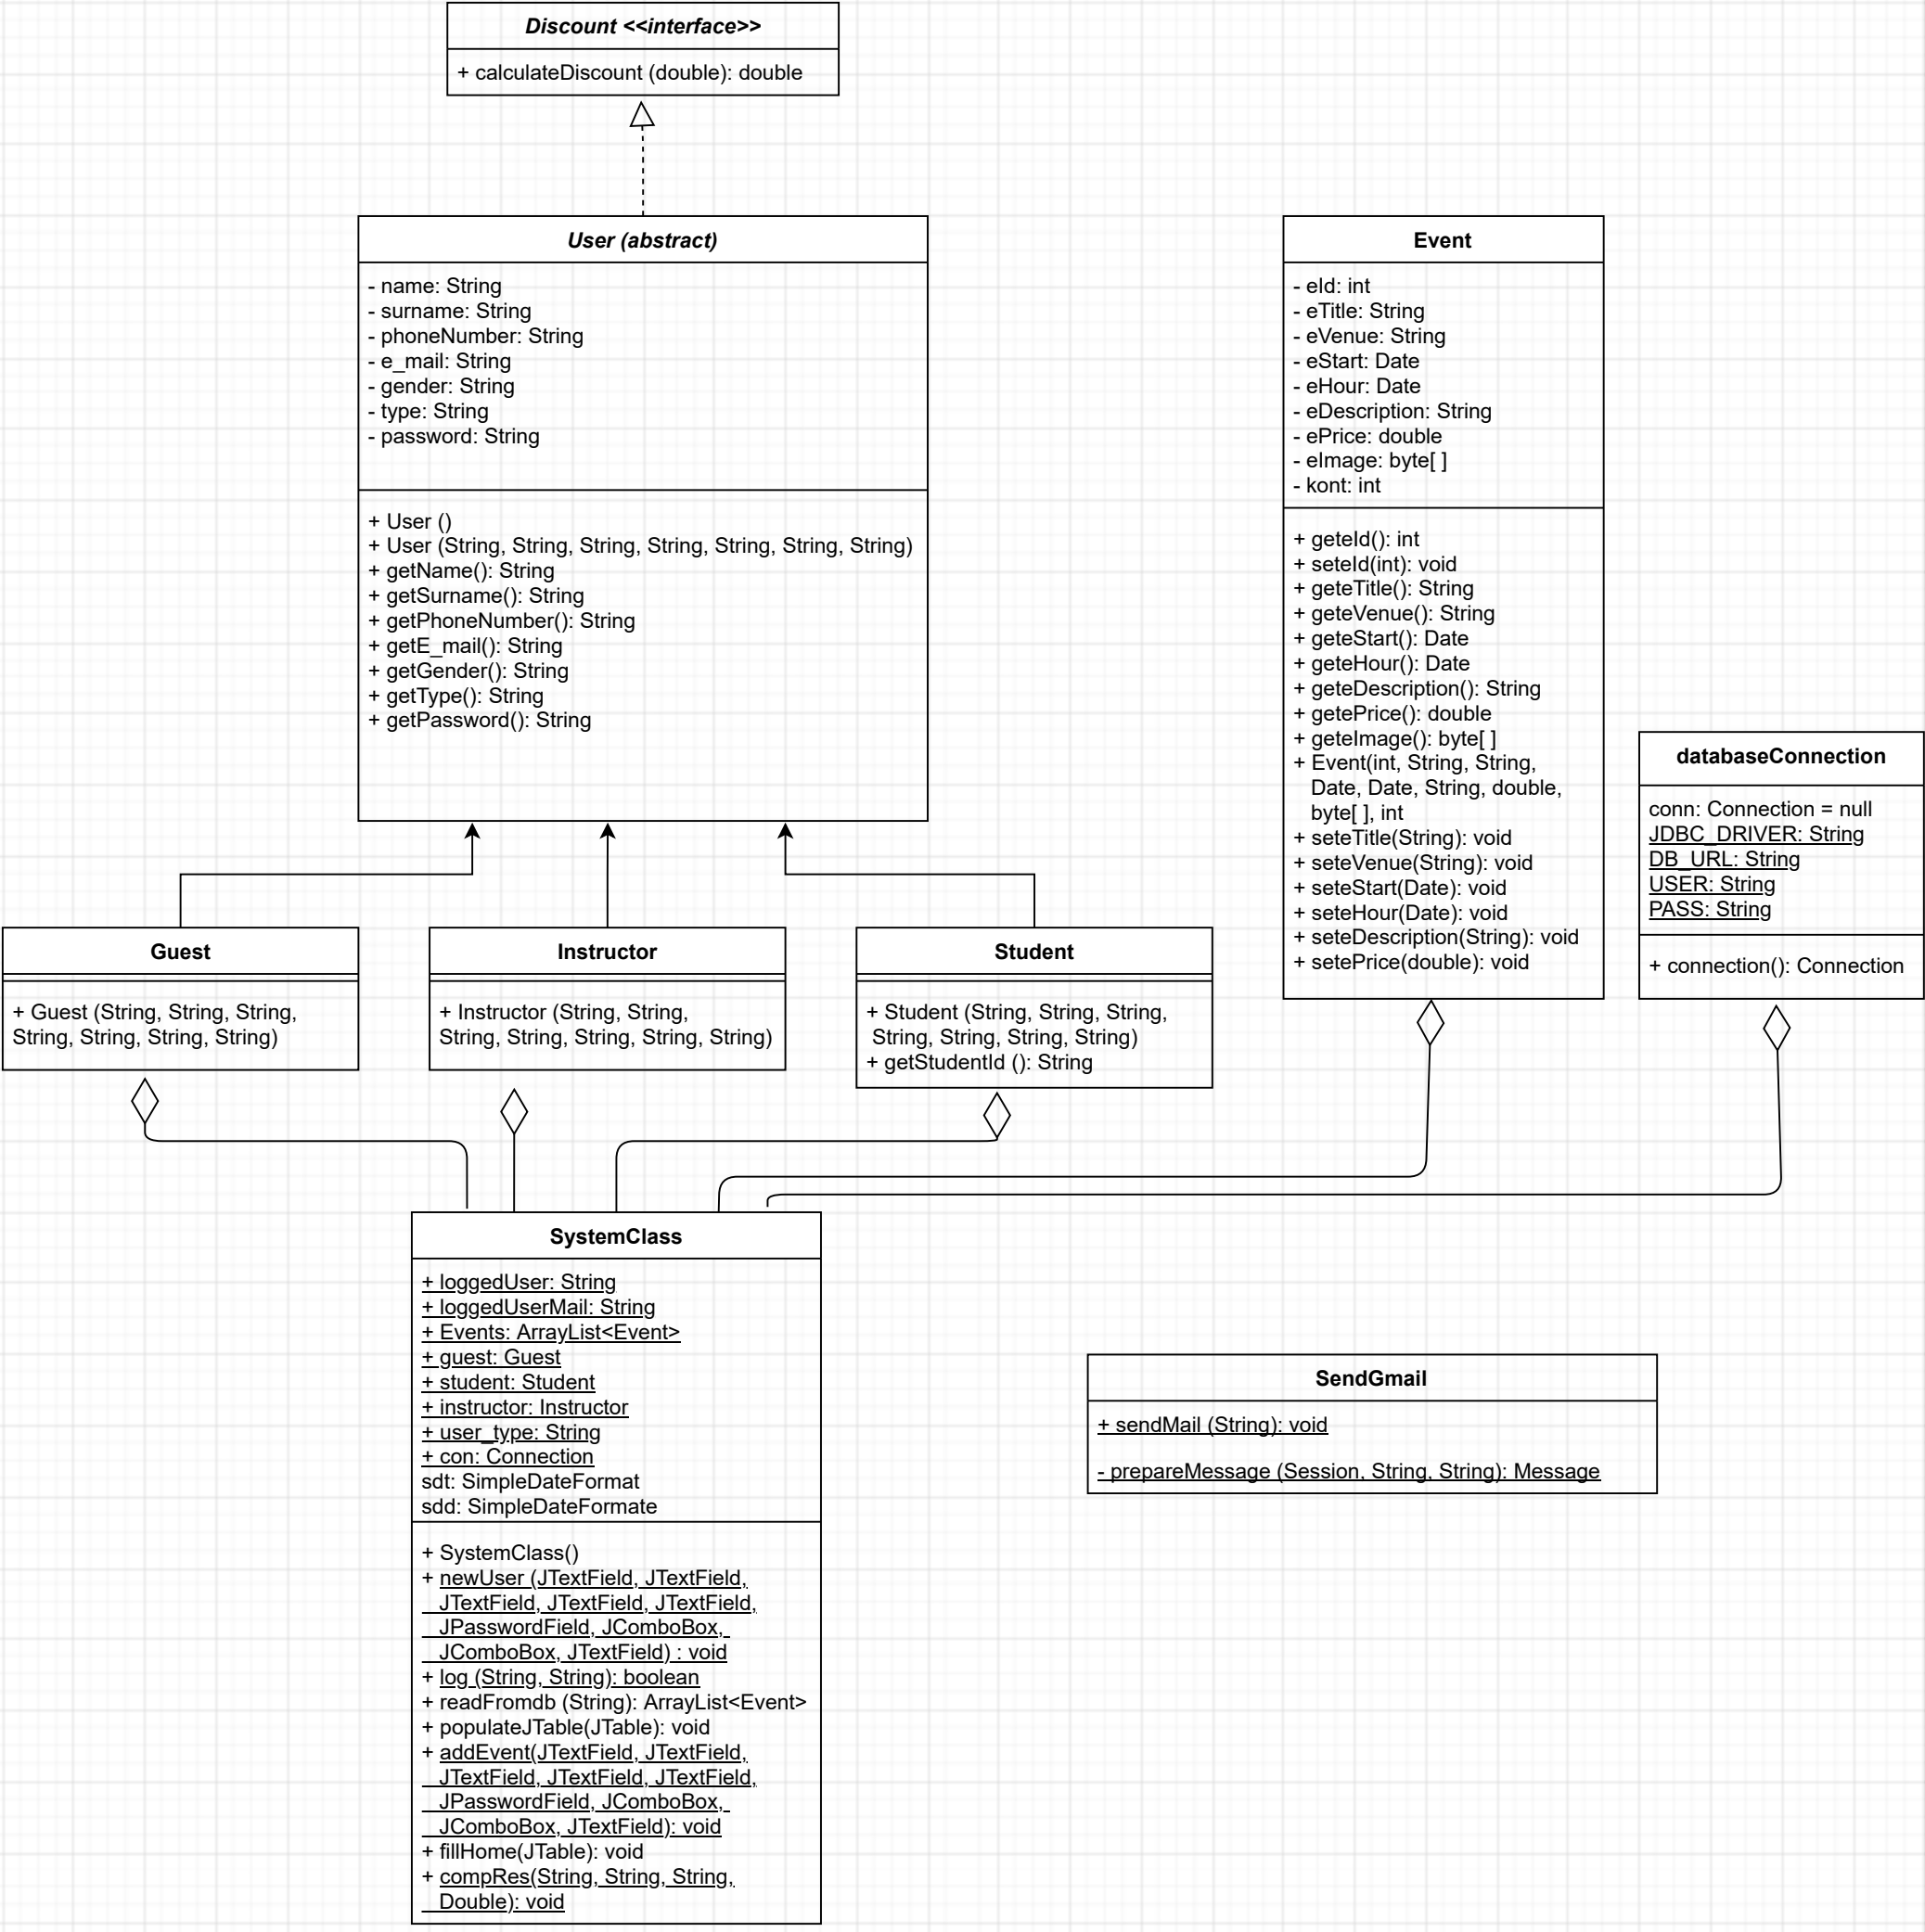 Discount <<interface>>
+ calculateDiscount (double): double
User (abstract)
- name: String
- surname: String
- phoneNumber: String
- e_mail: String
- gender: String
- type: String
- password: String
+ User ()
+ User (String, String, String, String, String, String, String)
+ getName(): String
+ getSurname(): String
+ getPhoneNumber(): String
+ getE_mail(): String
+ getGender(): String
+ getType(): String
+ getPassword(): String
Event
- eId: int
- eTitle: String
- eVenue: String
- eStart: Date
- eHour: Date
- eDescription: String
- ePrice: double
- eImage: byte[ ]
- kont: int
+ geteId(): int
+ seteId(int): void
+ geteTitle(): String
+ geteVenue(): String
+ geteStart(): Date
+ geteHour(): Date
+ geteDescription(): String
+ getePrice(): double
+ geteImage(): byte[ ]
+ Event(int, String, String,
Date, Date, String, double,
byte[ ], int
+ seteTitle(String): void
+ seteVenue(String): void
+ seteStart(Date): void
+ seteHour(Date): void
+ seteDescription(String): void
+ setePrice(double): void
databaseConnection
conn: Connection = null
JDBC_DRIVER: String
DB_URL: String
USER: String
PASS: String
+ connection(): Connection
Guest
+ Guest (String, String, String,
String, String, String, String)
Instructor
+ Instructor (String, String,
String, String, String, String, String)
Student
+ Student (String, String, String,
String, String, String, String)
+ getStudentId (): String
SystemClass
+ loggedUser: String
+ loggedUserMail: String
+ Events: ArrayList<Event>
+ guest: Guest
+ student: Student
+ instructor: Instructor
+ user_type: String
+ con: Connection
sdt: SimpleDateFormat
sdd: SimpleDateFormate
+ SystemClass()
+ newUser (JTextField, JTextField,
JTextField, JTextField, JTextField,
JPasswordField, JComboBox,
JComboBox, JTextField) : void
+ log (String, String): boolean
+ readFromdb (String): ArrayList<Event>
+ populateJTable(JTable): void
+ addEvent(JTextField, JTextField,
JTextField, JTextField, JTextField,
JPasswordField, JComboBox,
JComboBox, JTextField): void
+ fillHome(JTable): void
+ compRes(String, String, String,
Double): void
SendGmail
+ sendMail (String): void
- prepareMessage (Session, String, String): Message